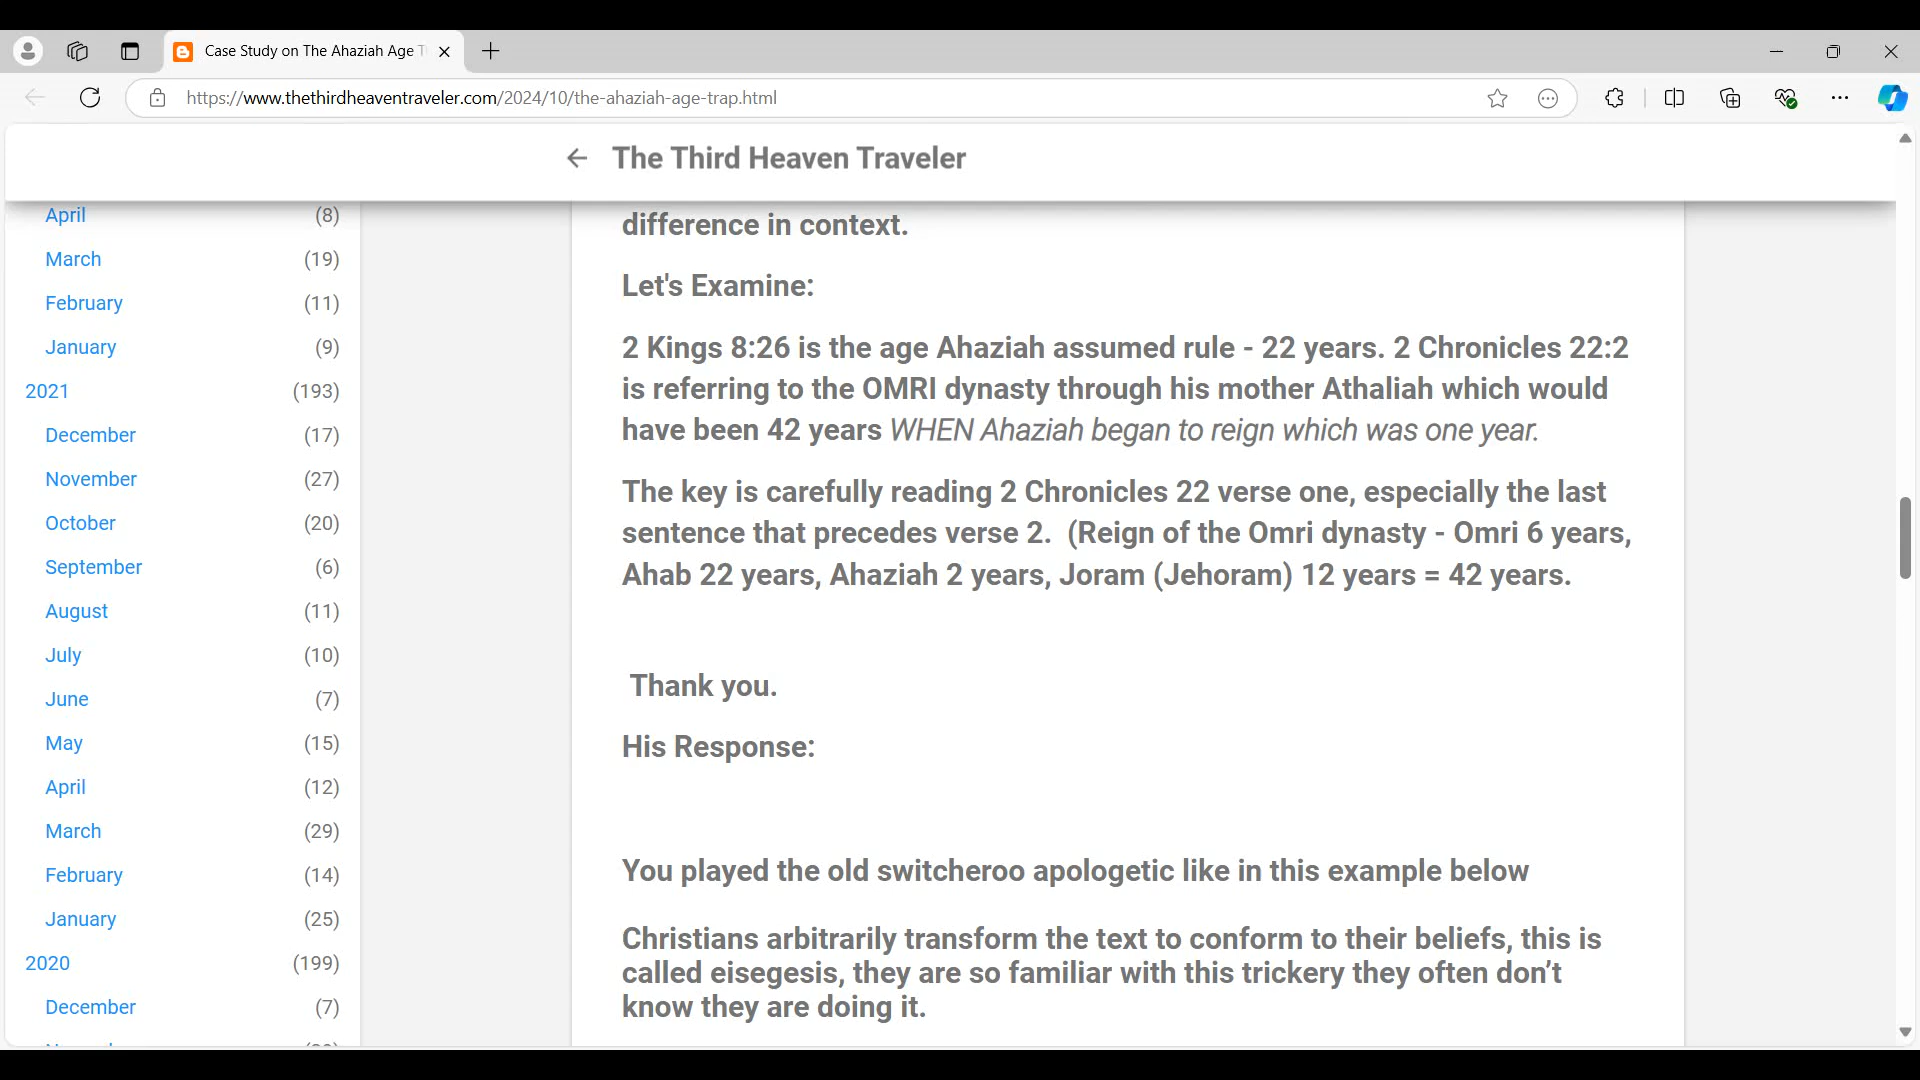 Case Study on The Ahaziah Age T
https://www.thethirdheaventraveler.com/2024/10/the-ahaziah-age-trap.html
The Third Heaven Traveler
April (8)
March (19)
February (11)
January (9)
2021 (193)
December (17)
November (27)
October (20)
September (6)
August (11)
July (10)
June (7)
May (15)
April (12)
March (29)
February (14)
January (25)
2020 (199)
December (7)
difference in context.
Let's Examine:
2 Kings 8:26 is the age Ahaziah assumed rule - 22 years. 2 Chronicles 22:2
is referring to the OMRI dynasty through his mother Athaliah which would
have been 42 years WHEN Ahaziah began to reign which was one year.
The key is carefully reading 2 Chronicles 22 verse one, especially the last
sentence that precedes verse 2. (Reign of the Omri dynasty - Omri 6 years,
Ahab 22 years, Ahaziah 2 years, Joram (Jehoram) 12 years = 42 years.
Thank you.
His Response:
You played the old switcheroo apologetic like in this example below
Christians arbitrarily transform the text to conform to their beliefs, this is
called eisegesis, they are so familiar with this trickery they often don’t
know they are doing it.